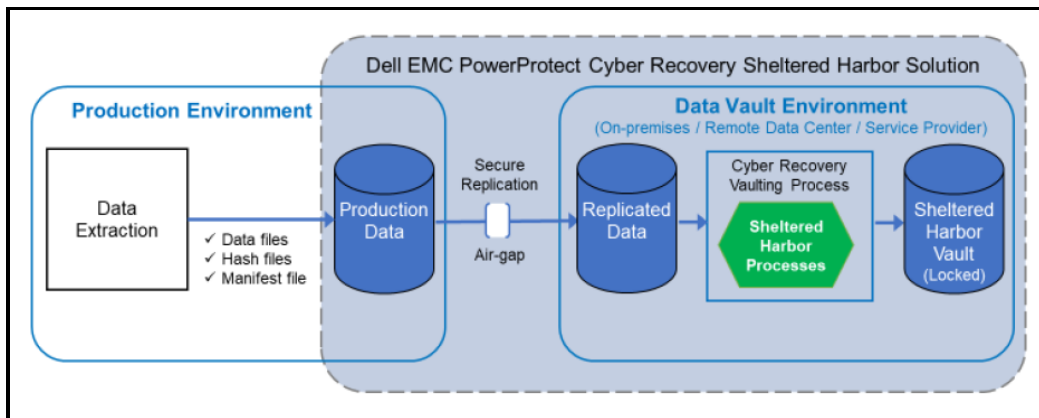 Dell EMC PowerProtect Cyber Recovery Sheltered Harbor Solution
Production Environment
Data
Extraction
✓ Data files
✓ Hash files
✓ Manifest file
Production
Data
Secure
Replication
Air-gap
Data Vault Environment
(On-premises / Remote Data Center / Service Provider)
Replicated
Data
Cyber Recovery
Vaulting Process
Sheltered
Harbor
Processes
Sheltered
Harbor
Vault
(Locked)